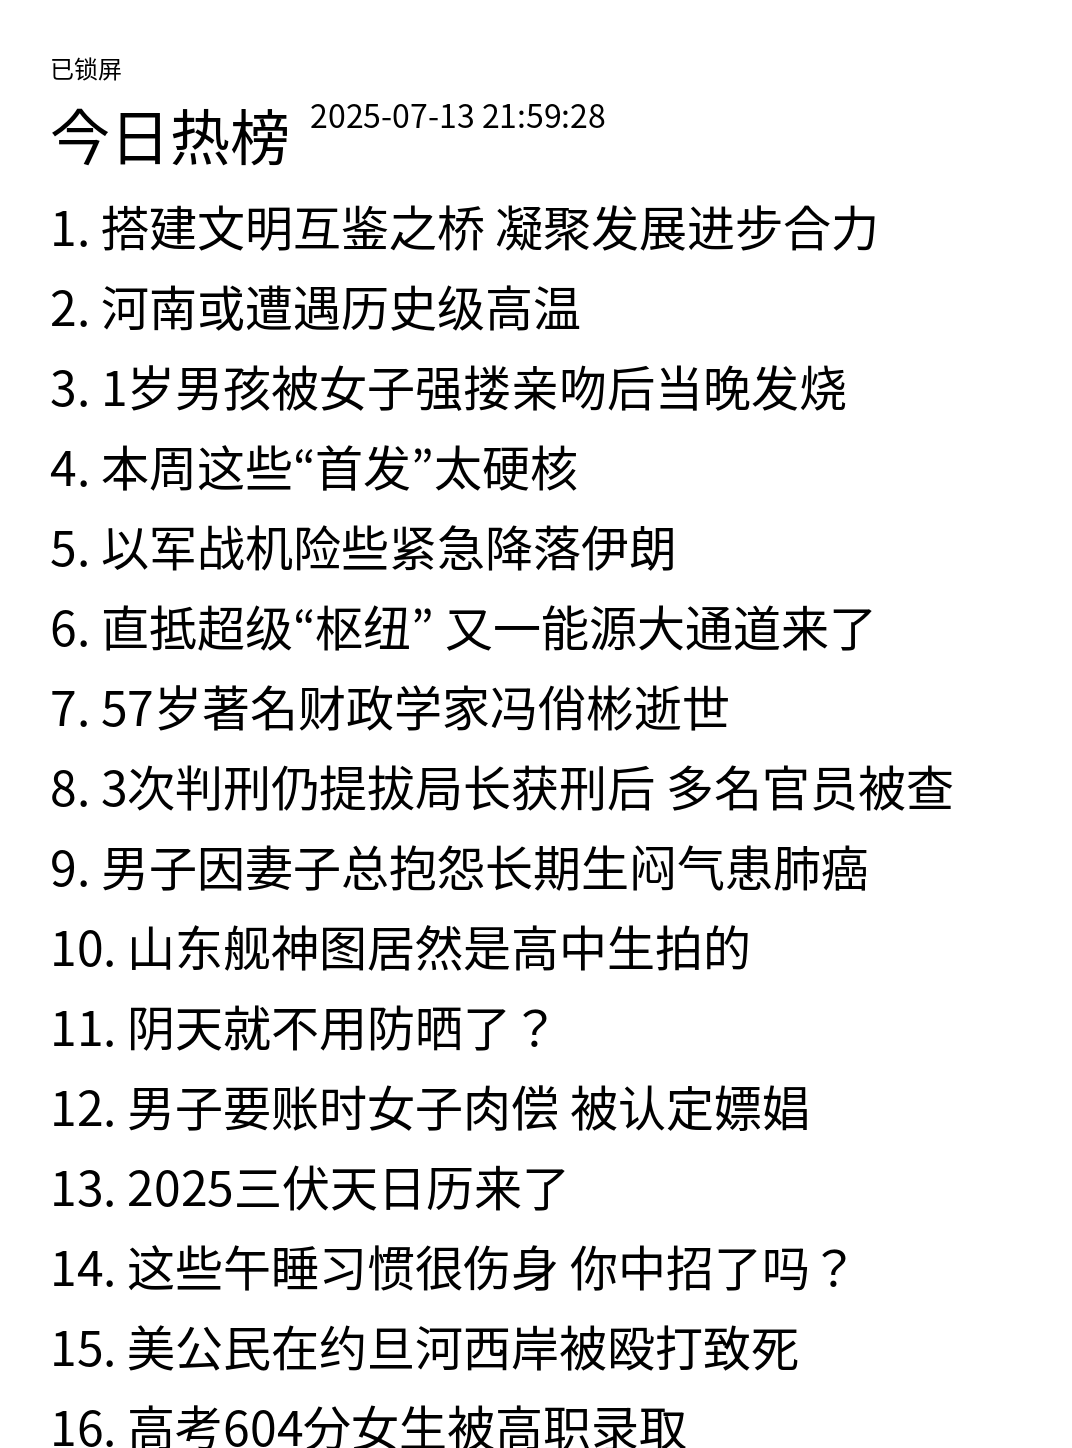 已锁屏
今日热榜 2025-07-13 21:59:28
1. 搭建文明互鉴之桥 凝聚发展进步合力
2. 河南或遭遇历史级高温
3. 1岁男孩被女子强搂亲吻后当晚发烧
4. 本周这些“首发”太硬核
5. 以军战机险些紧急降落伊朗
6. 直抵超级“枢纽” 又一能源大通道来了
7. 57岁著名财政学家冯俏彬逝世
8. 3次判刑仍提拔局长获刑后 多名官员被查
9. 男子因妻子总抱怨长期生闷气患肺癌
10. 山东舰神图居然是高中生拍的
11. 阴天就不用防晒了？
12. 男子要账时女子肉偿 被认定嫖娼
13. 2025三伏天日历来了
14. 这些午睡习惯很伤身 你中招了吗？
15. 美公民在约旦河西岸被殴打致死
16. 高考604分女生被高职录取